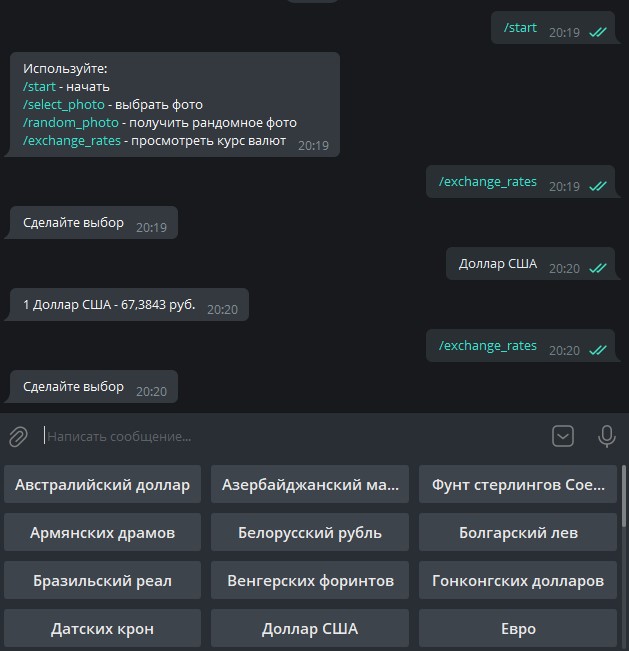 /start 20:19
Используйте:
/start - начать
/select_photo - выбрать фото
/random_photo - получить рандомное фото
/exchange_rates - просмотреть курс валют 20:19
/exchange_rates 20:19
Сделайте выбор 20:19
Доллар США 20:20
1 Доллар США - 67,3843 руб. 20:20
/exchange_rates 20:20
Сделайте выбор 20:20
Написать сообщение...
Австралийский доллар Азербайджанский ма... Фунт стерлингов Сое...
Армянских драмов Белорусский рубль Болгарский лев
Бразильский реал Венгерских форинтов Гонконгских долларов
Датских крон Доллар США Евро